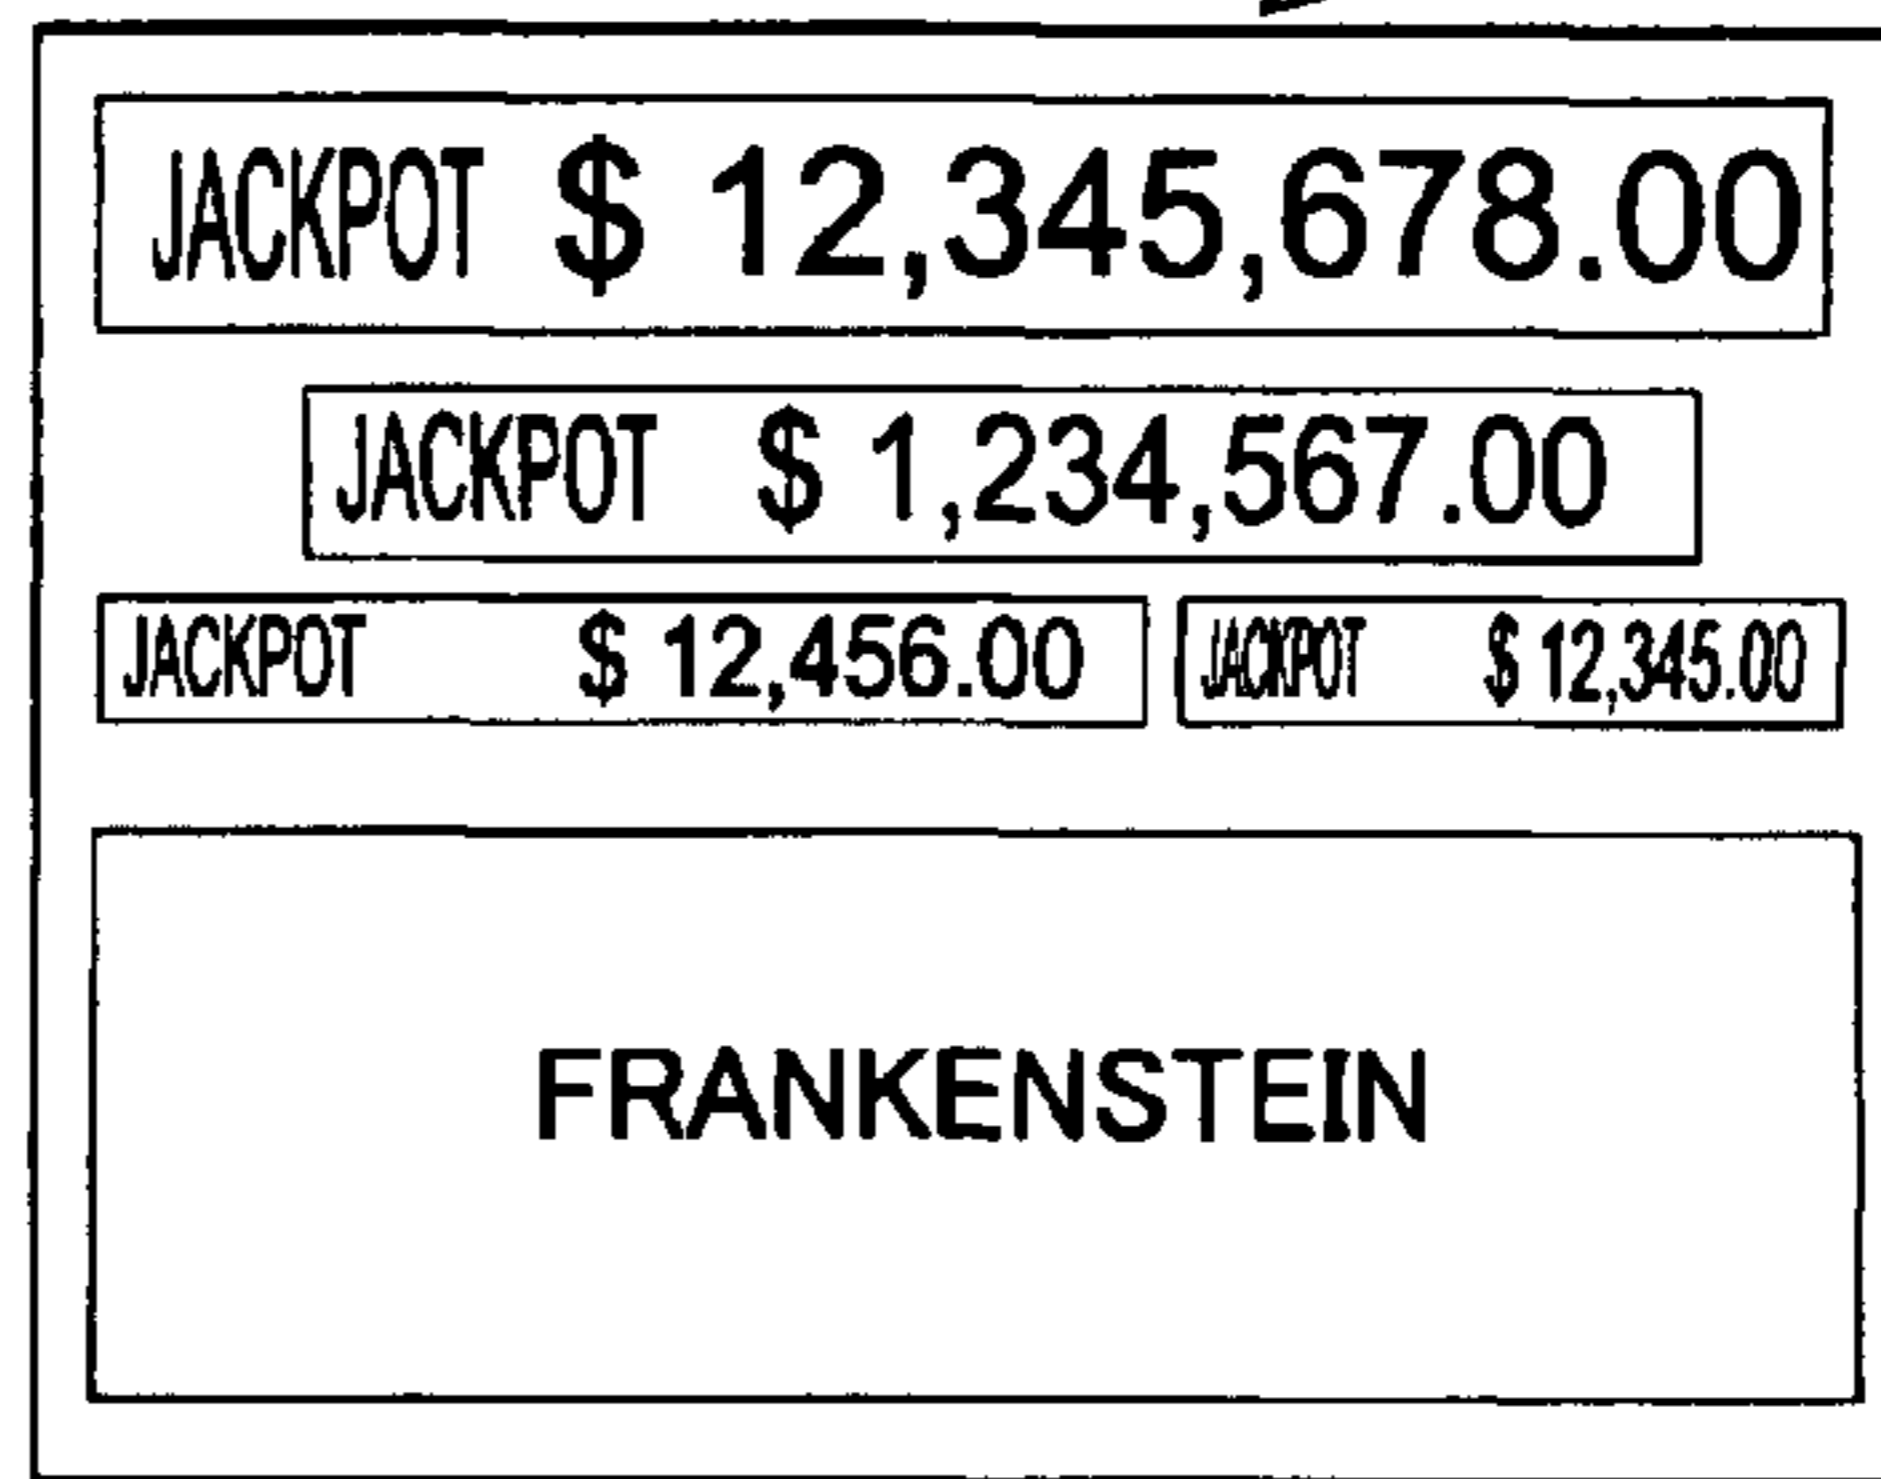 JACKPOT $ 12,345,678.00
JACKPOT $ 1,234,567.00
JACKPOT $ 12,456.00 JACKPOT $ 12,345.00
FRANKENSTEIN